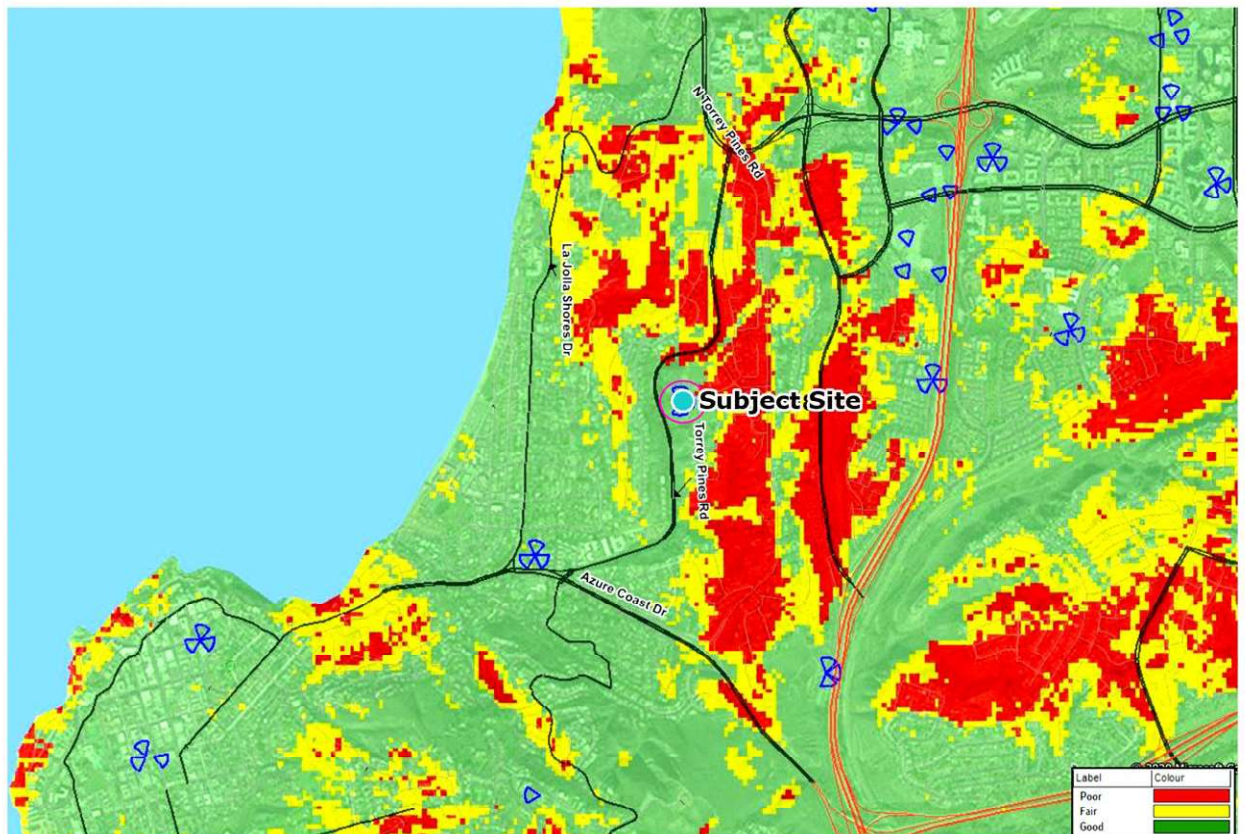 N Torrey Pines Rd
La Jolla Shores Dr
Subject Site
Torrey Pines Rd
Azure Coast Dr
Label Colour
Poor
Fair
Good